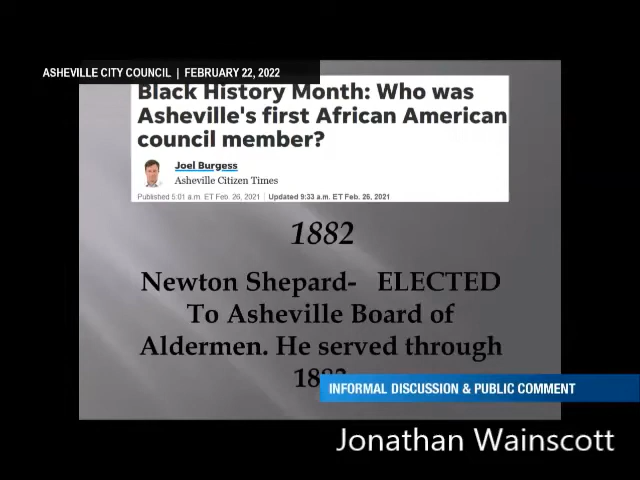 ASHEVILLE CITY COUNCIL | FEBRUARY 22, 2022
Black History Month: Who was
Asheville's first African American
council member?
Joel Burgess
Asheville Citizen Times
Published 5:01 a.m. ET Feb. 26, 2021 | Updated 9:33 a.m. ET Feb. 26, 2021
1882
Newton Shepard- ELECTED
To Asheville Board of
Aldermen. He served through
INFORMAL DISCUSSION & PUBLIC COMMENT
Jonathan Wainscott